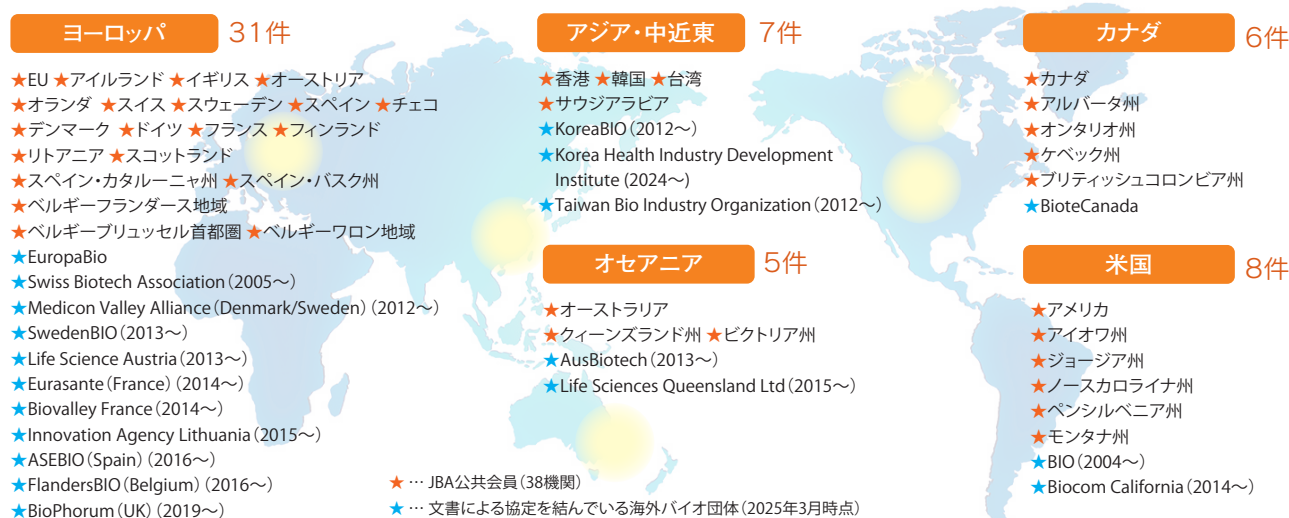 ヨーロッパ 31件
★EU ★アイルランド ★イギリス ★オーストリア
★オランダ ★スイス ★スウェーデン ★スペイン ★チェコ
★デンマーク ★ドイツ ★フランス ★フィンランド
★リトアニア ★スコットランド
★スペイン・カタルーニャ州 ★スペイン・バスク州
★ベルギーフランダース地域
★ベルギーブリュッセル首都圏 ★ベルギーワロン地域
★EuropaBio
★Swiss Biotech Association(2005～)
★Medicon Valley Alliance(Denmark/Sweden)(2012～)
★SwedenBIO(2013～)
★Life Science Austria(2013～)
★Eurasante(France)(2014～)
★Biovalley France(2014～)
★Innovation Agency Lithuania(2015～)
★ASEBIO(Spain)(2016～)
★FlandersBIO(Belgium)(2016～)
★BioPhorum(UK)(2019～)
アジア・中近東 7件
★香港 ★韓国 ★台湾
★サウジアラビア
★KoreaBIO(2012～)
★Korea Health Industry Development
Institute (2024～)
★Taiwan Bio Industry Organization(2012～)
オセアニア 5件
★オーストラリア
★クィーンズランド州 ★ビクトリア州
★AusBiotech(2013～)
★Life Sciences Queensland Ltd(2015～)
カナダ 6件
★カナダ
★アルバータ州
★オンタリオ州
★ケベック州
★ブリティッシュコロンビア州
★BioteCanada
米国 8件
★アメリカ
★アイオワ州
★ジョージア州
★ノースカロライナ州
★ペンシルベニア州
★モンタナ州
★BIO(2004～)
★Biocom California(2014～)
★ … JBA公共会員(38機関)
★ … 文書による協定を結んでいる海外バイオ団体(2025年3月時点)